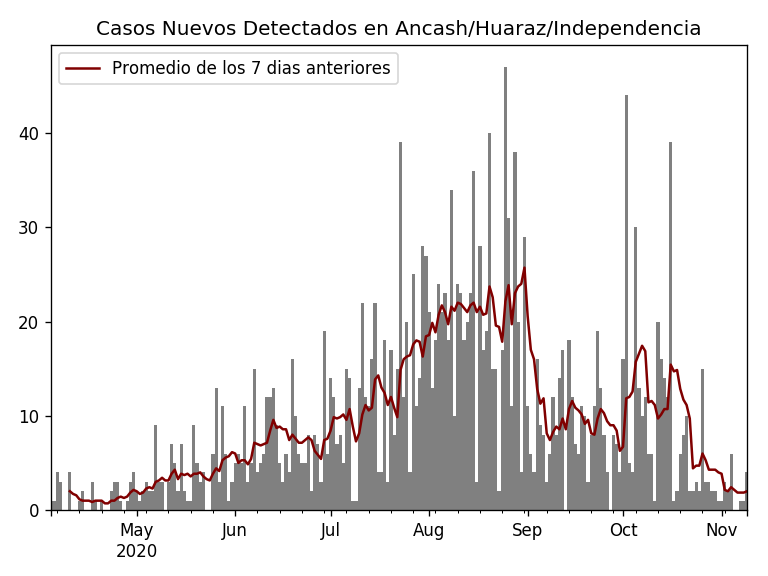 Casos Nuevos Detectados en Ancash/Huaraz/Independencia
Promedio de los 7 dias anteriores
40
30
20
10
0
May Jun Jul Aug Sep Oct Nov
2020